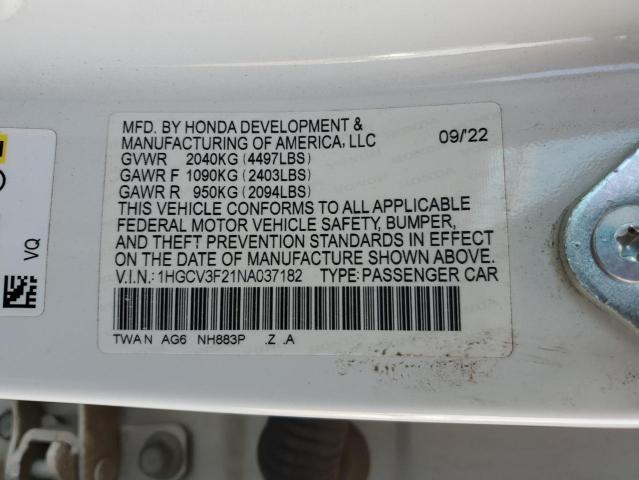 MFD. BY HONDA DEVELOPMENT &
MANUFACTURING OF AMERICA, LLC 09/'22
GVWR 2040KG (4497LBS)
GAWR F 1090KG (2403LBS)
GAWR R 950KG (2094LBS)
THIS VEHICLE CONFORMS TO ALL APPLICABLE
FEDERAL MOTOR VEHICLE SAFETY, BUMPER,
AND THEFT PREVENTION STANDARDS IN EFFECT
ON THE DATE OF MANUFACTURE SHOWN ABOVE.
V.I.N.: 1HGCV3F21NA037182 TYPE: PASSENGER CAR
TWA N AG6 NH883P .Z .A
VQ